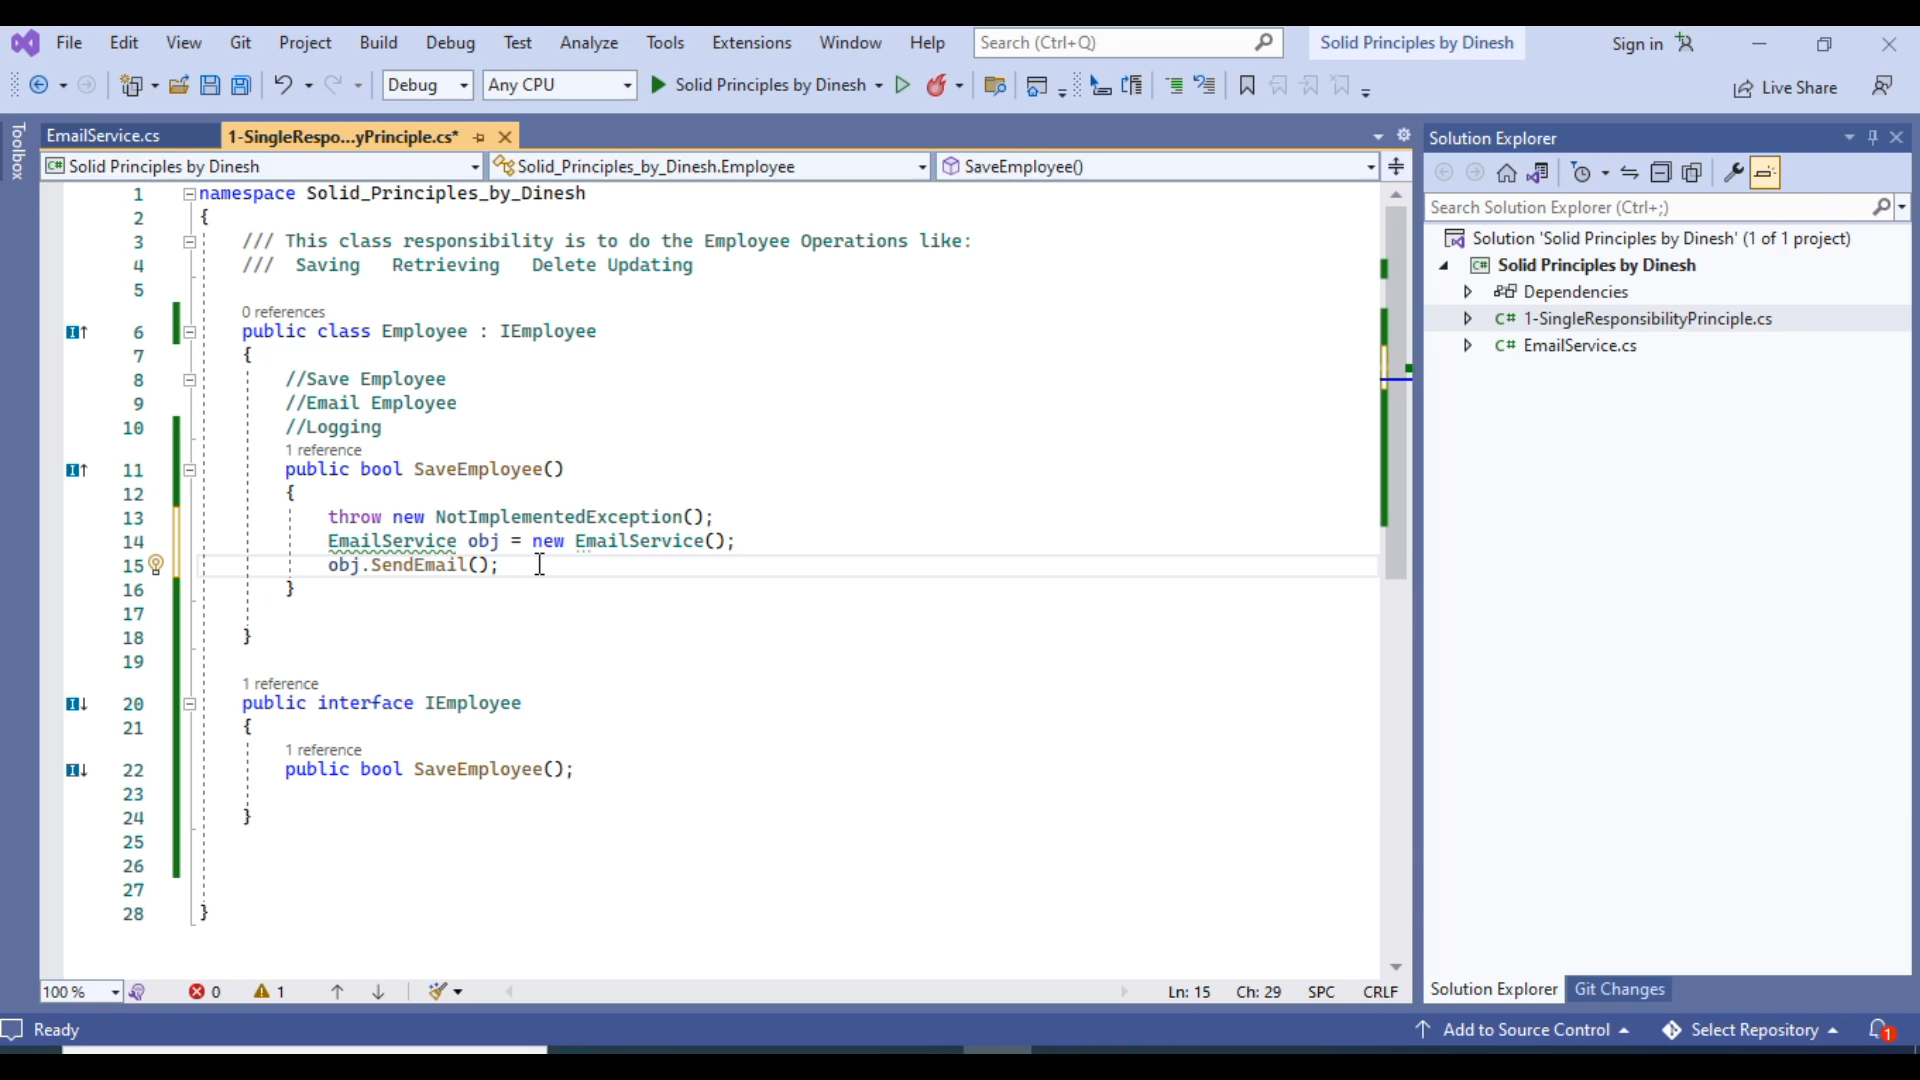 File Edit View Git Project Build Debug Test Analyze Tools Extensions Window Help Search (Ctrl+Q) Solid Principles by Dinesh Sign in
Debug Any CPU Solid Principles by Dinesh Live Share
Toolbox
EmailService.cs 1-SingleRespo...yPrinciple.cs*
C# Solid Principles by Dinesh Solid_Principles_by_Dinesh.Employee SaveEmployee()
1 namespace Solid_Principles_by_Dinesh
2 {
3 /// This class responsibility is to do the Employee Operations like:
4 /// Saving Retrieving Delete Updating
5
0 references
6 public class Employee : IEmployee
7 {
8 //Save Employee
9 //Email Employee
10 //Logging
1 reference
11 public bool SaveEmployee()
12 {
13 throw new NotImplementedException();
14 EmailService obj = new EmailService();
15 obj.SendEmail();
16 }
17
18 }
19
1 reference
20 public interface IEmployee
21 {
1 reference
22 public bool SaveEmployee();
23
24 }
25
26
27
28 }
100 % 0 1 Ln: 15 Ch: 29 SPC CRLF
Solution Explorer
Search Solution Explorer (Ctrl+;)
Solution 'Solid Principles by Dinesh' (1 of 1 project)
C# Solid Principles by Dinesh
Dependencies
C# 1-SingleResponsibilityPrinciple.cs
C# EmailService.cs
Solution Explorer Git Changes
Ready Add to Source Control Select Repository 1